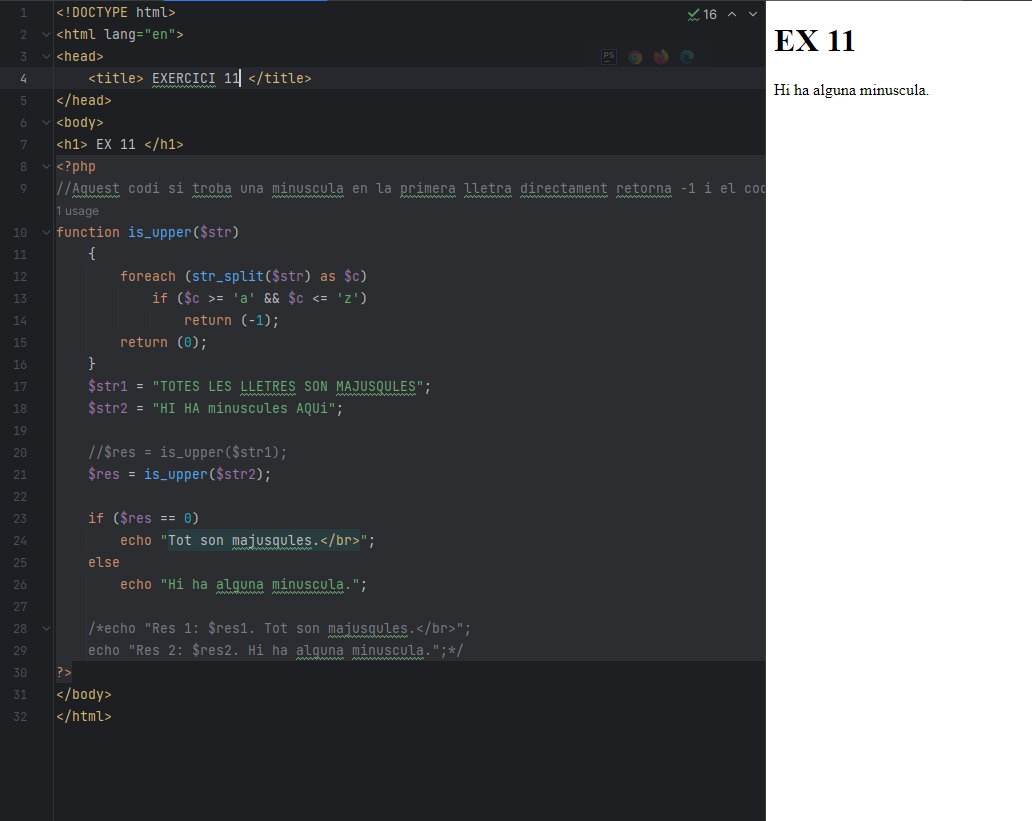 1 <!DOCTYPE html>
2 <html lang="en">
3 <head>
4 <title> EXERCICI 11 </title>
5 </head>
6 <body>
7 <h1> EX 11 </h1>
8 <?php
9 //Aquest codi si troba una minuscula en la primera lletra directament retorna -1 i el cod
1 usage
10 function is_upper($str)
11 {
12 foreach (str_split($str) as $c)
13 if ($c >= 'a' && $c <= 'z')
14 return (-1);
15 return (0);
16 }
17 $str1 = "TOTES LES LLETRES SON MAJUSQULES";
18 $str2 = "HI HA minuscules AQUi";
19
20 //$res = is_upper($str1);
21 $res = is_upper($str2);
22
23 if ($res == 0)
24 echo "Tot son majusqules.</br>";
25 else
26 echo "Hi ha alguna minuscula.";
27
28 /*echo "Res 1: $res1. Tot son majusqules.</br>";
29 echo "Res 2: $res2. Hi ha alguna minuscula.";*/
30 ?>
31 </body>
32 </html>
16
PS
EX 11
Hi ha alguna minuscula.